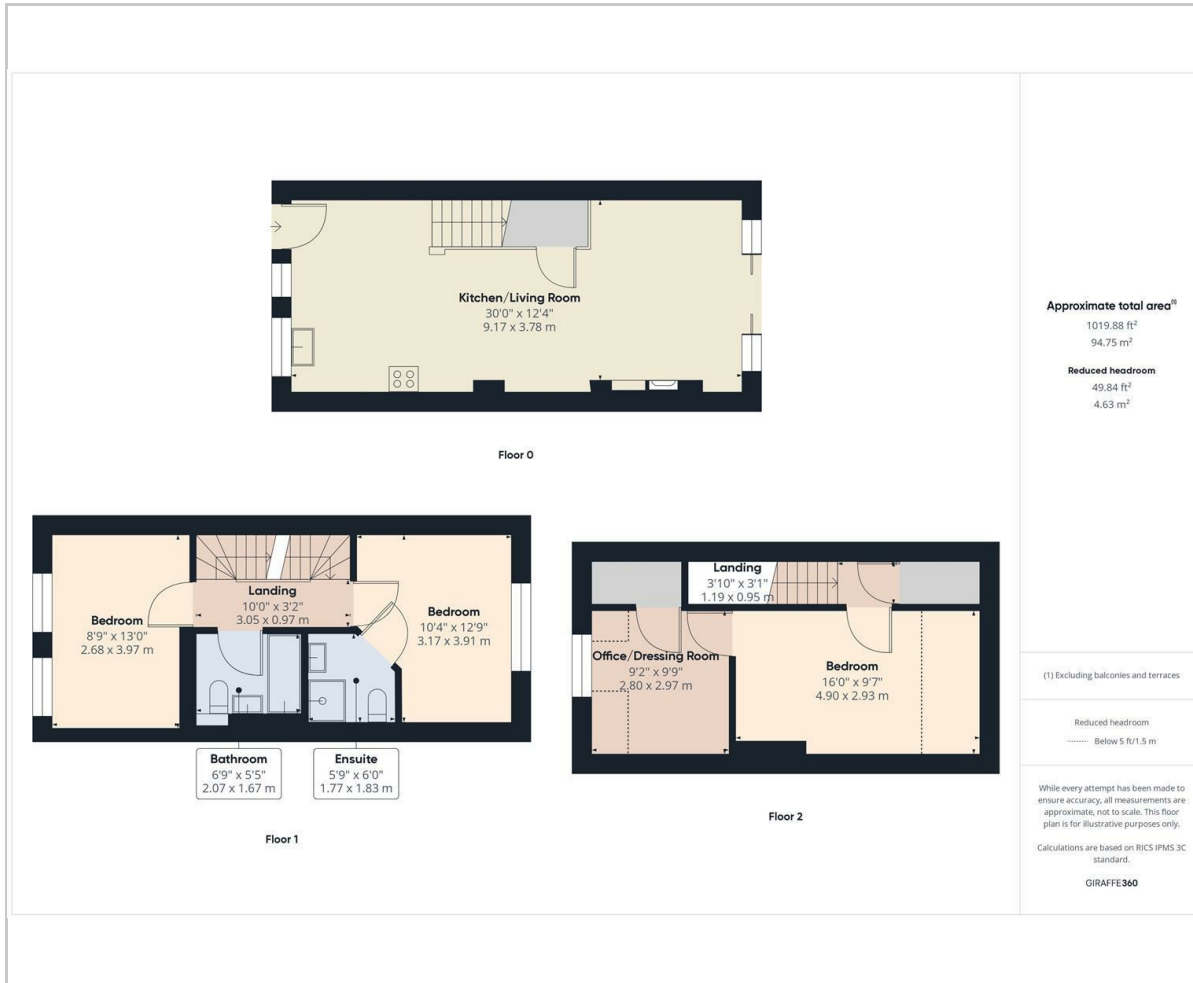 Kitchen/Living Room
30'0" x 12'4"
9.17 x 3.78 m
Floor 0
Bedroom
8'9" x 13'0"
2.68 x 3.97 m
Landing
10'0" x 3'2"
3.05 x 0.97 m
Bedroom
10'4" x 12'9"
3.17 x 3.91 m
Bathroom
6'9" x 5'5"
2.07 x 1.67 m
Ensuite
5'9" x 6'0"
1.77 x 1.83 m
Floor 1
Landing
3'10" x 3'1"
1.19 x 0.95 m
Office/Dressing Room
9'2" x 9'9"
2.80 x 2.97 m
Bedroom
16'0" x 9'7"
4.90 x 2.93 m
Floor 2
Approximate total area⁽¹⁾
1019.88 ft²
94.75 m²
Reduced headroom
49.84 ft²
4.63 m²
(1) Excluding balconies and terraces
Reduced headroom
Below 5 ft/1.5 m
While every attempt has been made to
ensure accuracy, all measurements are
approximate, not to scale. This floor
plan is for illustrative purposes only.
Calculations are based on RICS IPMS 3C
standard.
GIRAFFE360